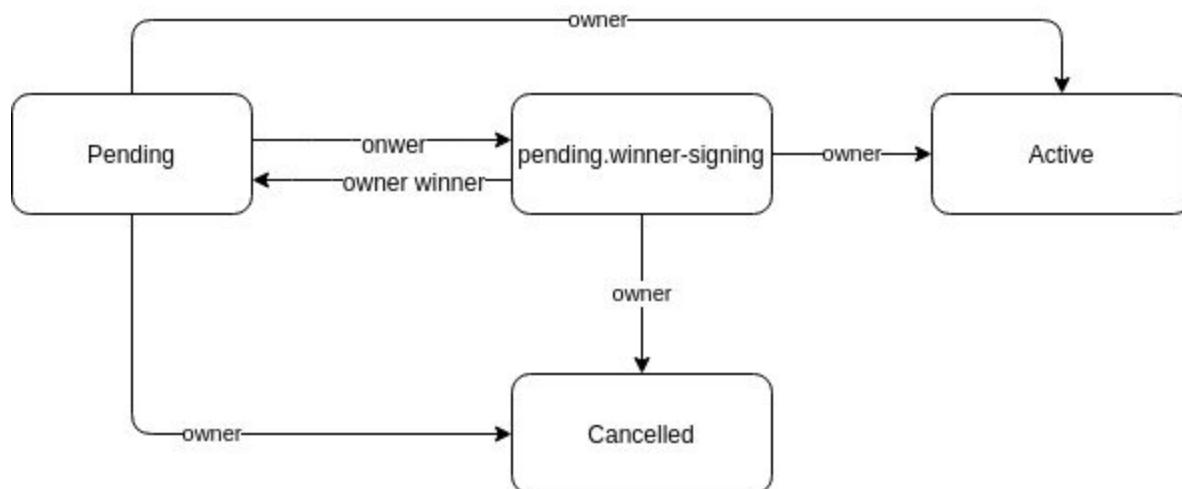 owner
Pending
onwer
owner winner
pending.winner-signing
owner
Active
owner
owner
Cancelled